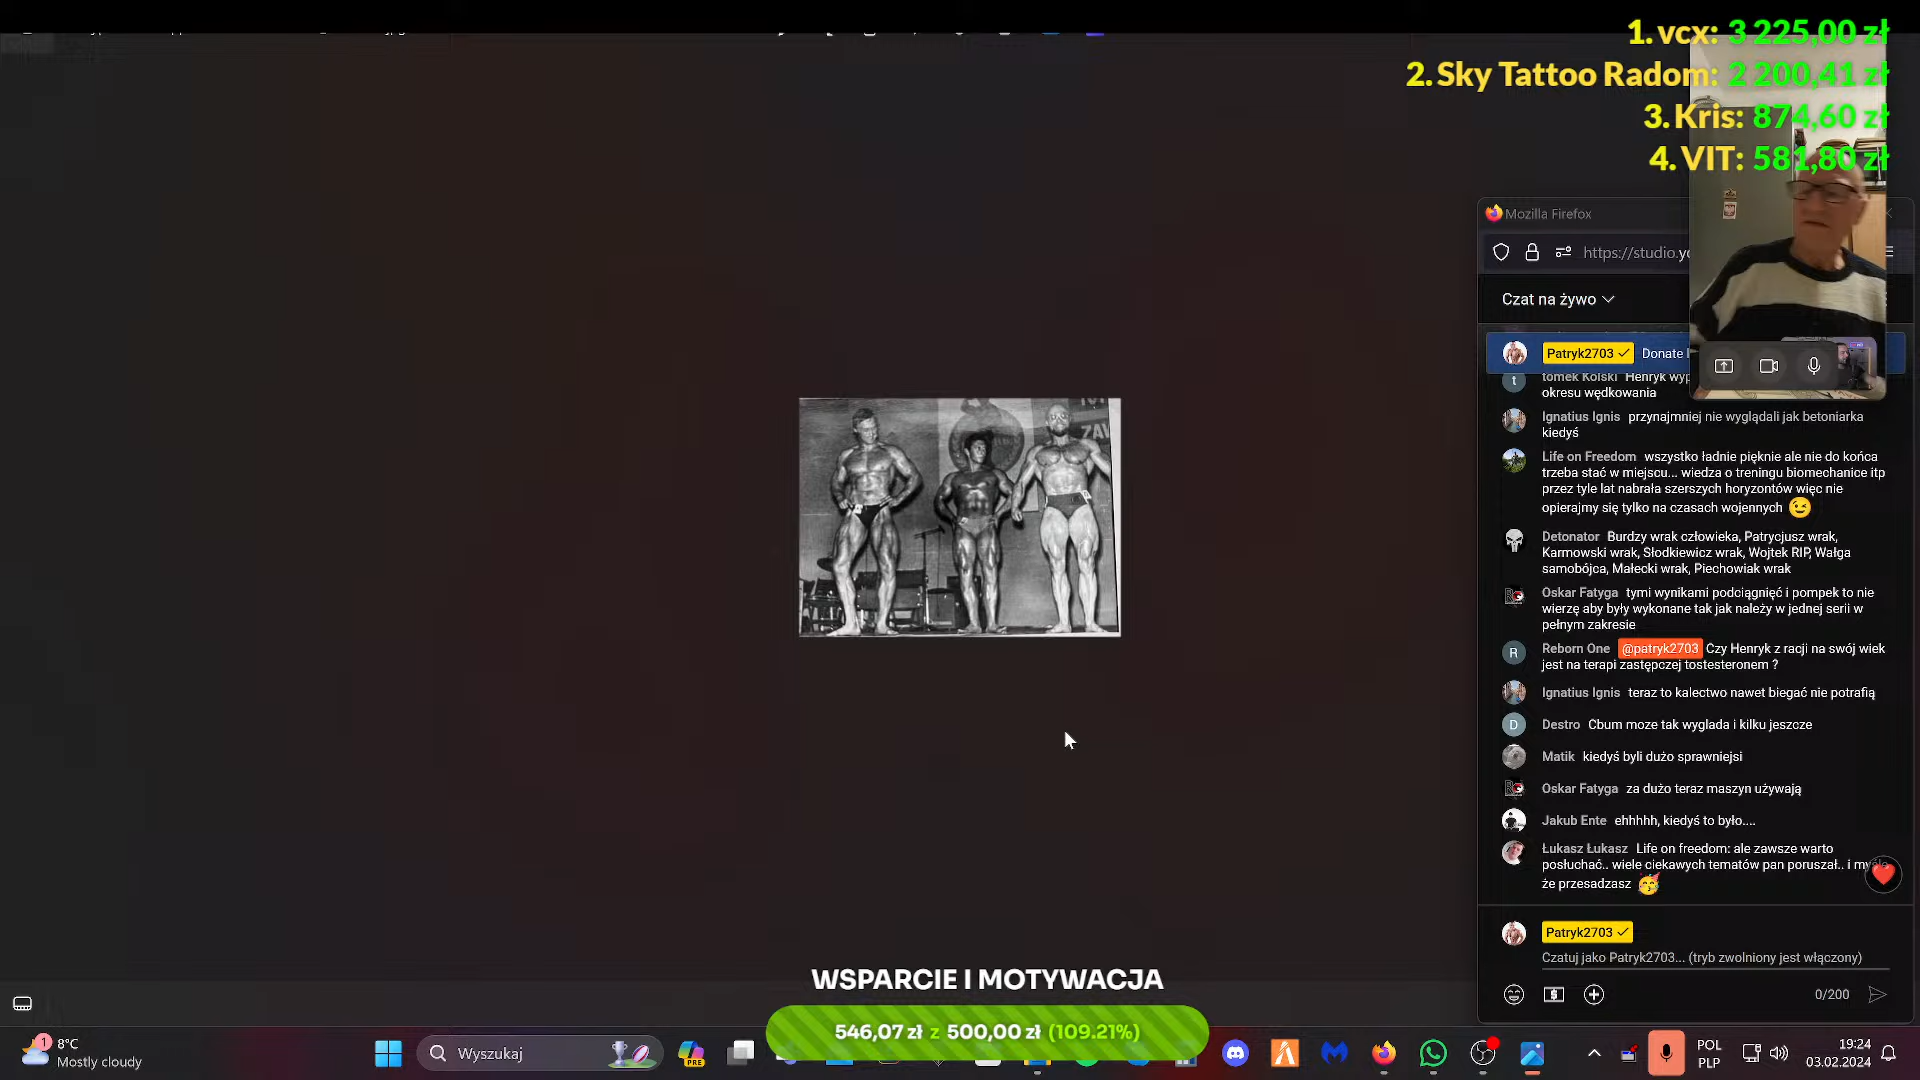 1. vcx: 3 225,00 zł
2. Sky Tattoo Radom: 2 200,41 zł
3. Kris: 874,60 zł
4. VIT: 581,80 zł
Mozilla Firefox
https://studio.yo
Czat na żywo
Patryk2703 Donate
tomek Kolski Henryk
okresu wędkowania
Ignatius Ignis przynajmniej nie wyglądali jak betoniarka
kiedyś
Life on Freedom wszystko ładnie pięknie ale nie do końca
trzeba stać w miejscu... wiedza o treningu biomechanice itp
przez tyle lat nabrała szerszych horyzontów więc nie
opierajmy się tylko na czasach wojennych 😉
Detonator Burdzy wrak człowieka, Patrycjusz wrak,
Karmowski wrak, Słodkiewicz wrak, Wojtek RIP, Wałga
samobójca, Małecki wrak, Piechowiak wrak
Oskar Fatyga tymi wynikami podciągnięć i pompek to nie
wierzę aby były wykonane tak jak należy w jednej serii w
pełnym zakresie
Reborn One @patryk2703 Czy Henryk z racji na swój wiek
jest na terapi zastępczej tostesteronem ?
Ignatius Ignis teraz to kalectwo nawet biegać nie potrafią
Destro Cbum moze tak wyglada i kilku jeszcze
Matik kiedyś byli dużo sprawniejsi
Oskar Fatyga za dużo teraz maszyn używają
Jakub Ente ehhhhh, kiedyś to było....
Łukasz Łukasz Life on freedom: ale zawsze warto
posłuchać.. wiele ciekawych tematów pan poruszał.. i myślę
że przesadzasz 🥳
Patryk2703
Czatuj jako Patryk2703... (tryb zwolniony jest włączony)
0/200
WSPARCIE I MOTYWACJA
546,07 zł z 500,00 zł (109.21%)
1
8°C
Mostly cloudy
Wyszukaj
PRE
POL
PLP
19:24
03.02.2024